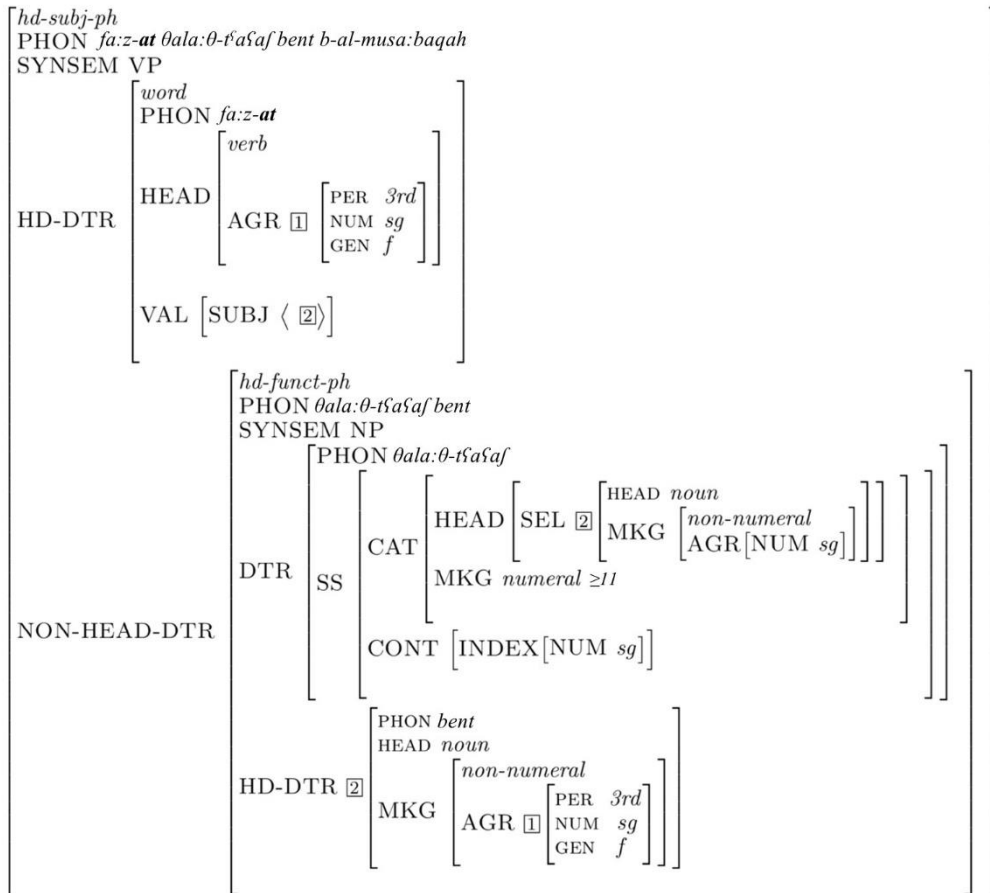 hd-subj-ph
PHON fa:z-at θala:θ-tˤaʕaʃ bent b-al-musa:baqah
SYNSEM VP
word
PHON fa:z-at
verb
HEAD
AGR 1
PER 3rd
NUM sg
GEN f
HD-DTR
VAL [SUBJ ⟨ 2⟩]
hd-funct-ph
PHON θala:θ-tʕaʕaʃ bent
SYNSEM NP
PHON θala:θ-tʕaʕaʃ
HEAD noun
HEAD [SEL 2
MKG
non-numeral
AGR[NUM sg]
CAT
MKG numeral ≥11
DTR
SS
NON-HEAD-DTR
CONT [INDEX[NUM sg]]
PHON bent
HEAD noun
non-numeral
HD-DTR 2
MKG
AGR 1
PER 3rd
NUM sg
GEN f